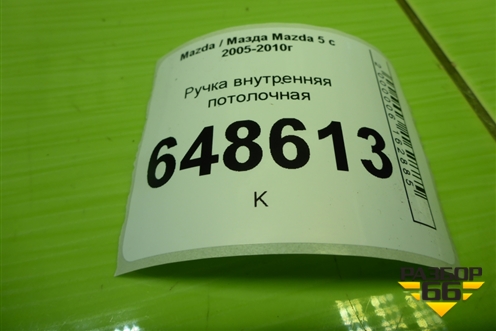 Mazda / Мазда Mazda 5 с
2005-2010г
Ручка внутренняя
потолочная
648613
К
РАЗБОР
66